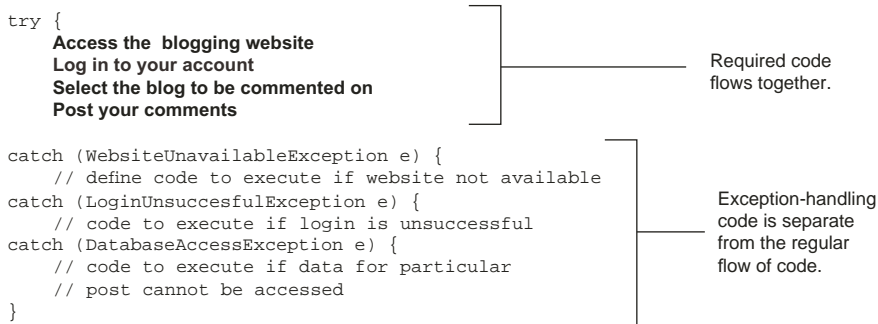 try {
Access the blogging website
Log in to your account
Select the blog to be commented on
Post your comments
Required code
flows together.
catch (WebsiteUnavailableException e) {
// define code to execute if website not available
catch (LoginUnsuccesfulException e) {
// code to execute if login is unsuccessful
catch (DatabaseAccessException e) {
// code to execute if data for particular
// post cannot be accessed
}
Exception-handling
code is separate
from the regular
flow of code.